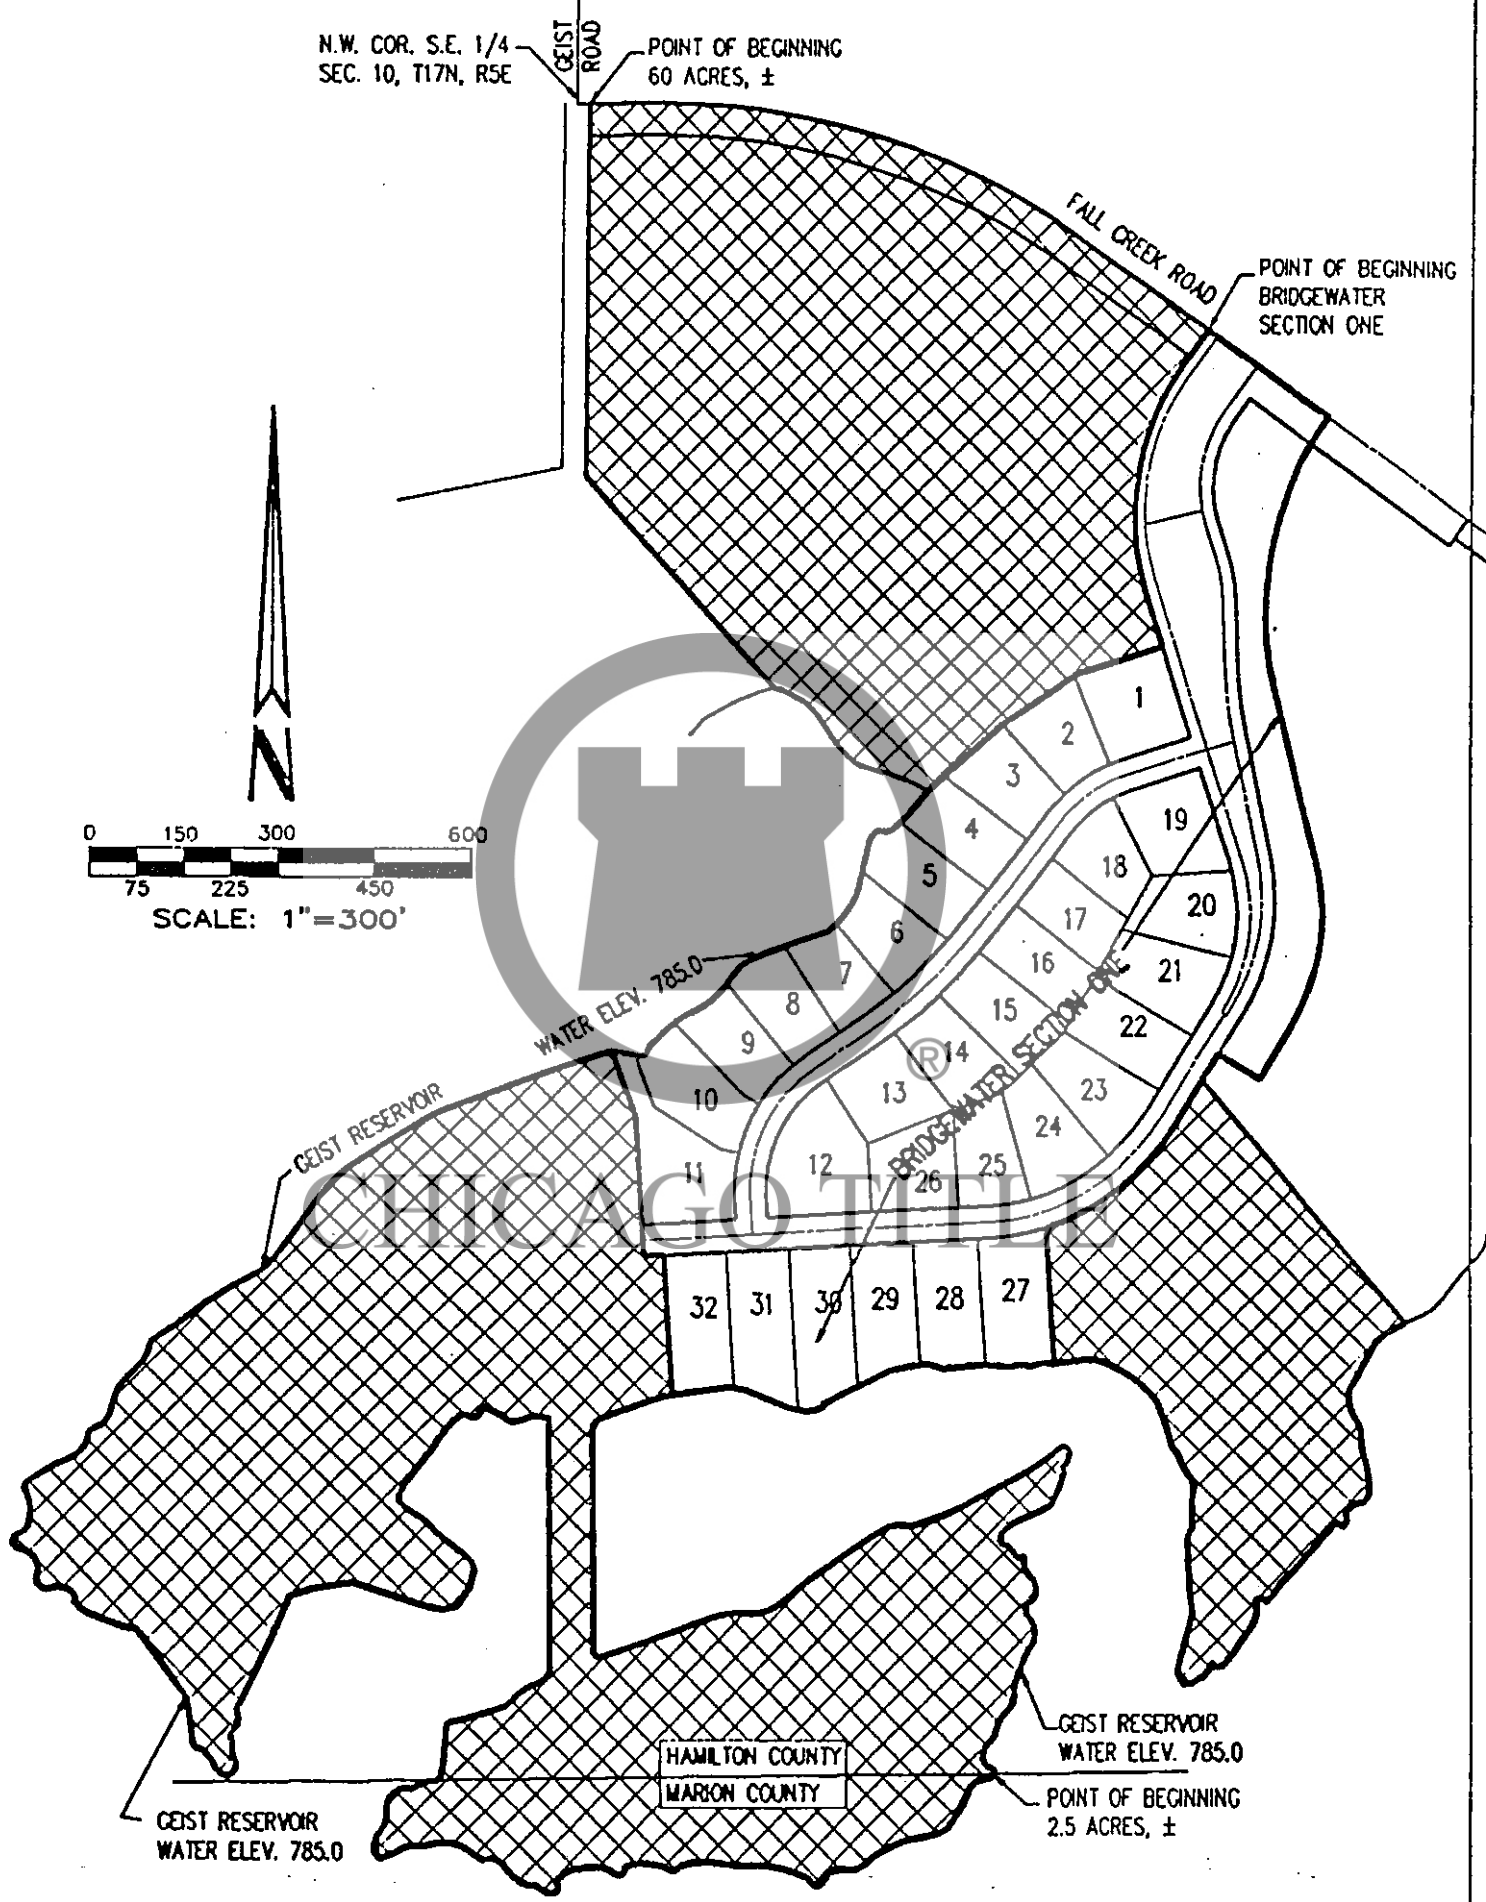 GEIST
ROAD
N.W. COR. S.E. 1/4
SEC. 10, T17N, R5E
POINT OF BEGINNING
60 ACRES, ±
FALL CREEK ROAD
POINT OF BEGINNING
BRIDGEWATER
SECTION ONE
N
0 150 300 600
75 225 450
SCALE: 1"=300'
1
2
3
4
5
6
7
8
9
10
11
12
13
14
15
16
17
18
19
20
21
22
23
24
25
26
27
28
29
30
31
32
WATER ELEV. 785.0
GEIST RESERVOIR
BRIDGEWATER SECTION ONE
®
CHICAGO TITLE
GEIST RESERVOIR
WATER ELEV. 785.0
HAMILTON COUNTY
MARION COUNTY
POINT OF BEGINNING
2.5 ACRES, ±
GEIST RESERVOIR
WATER ELEV. 785.0